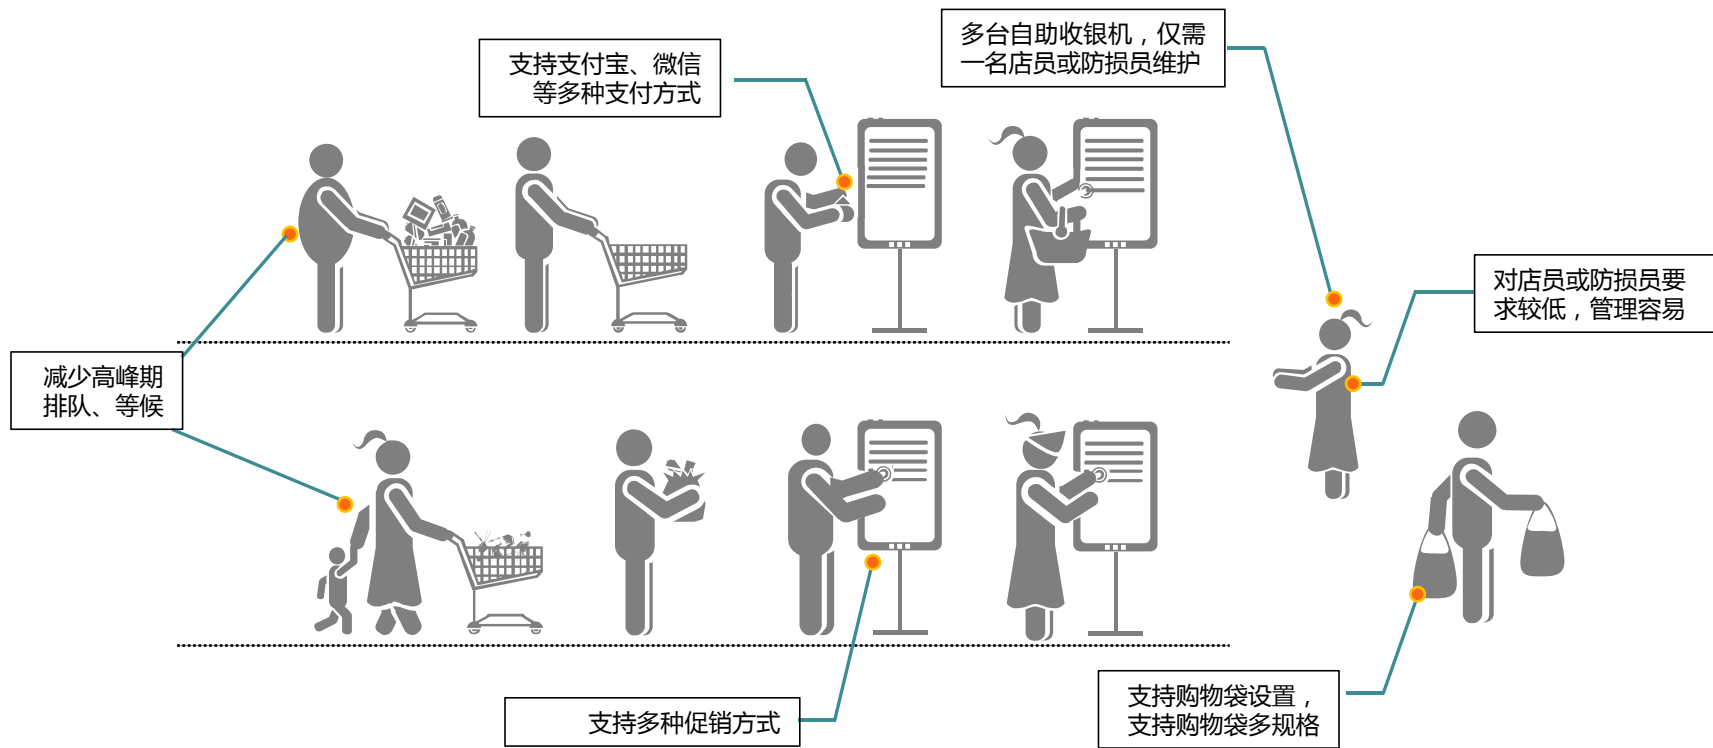 多台自助收银机，仅需
一名店员或防损员维护
支持支付宝、微信
等多种支付方式
对店员或防损员要
求较低，管理容易
减少高峰期
排队、等候
支持购物袋设置，
支持购物袋多规格
支持多种促销方式